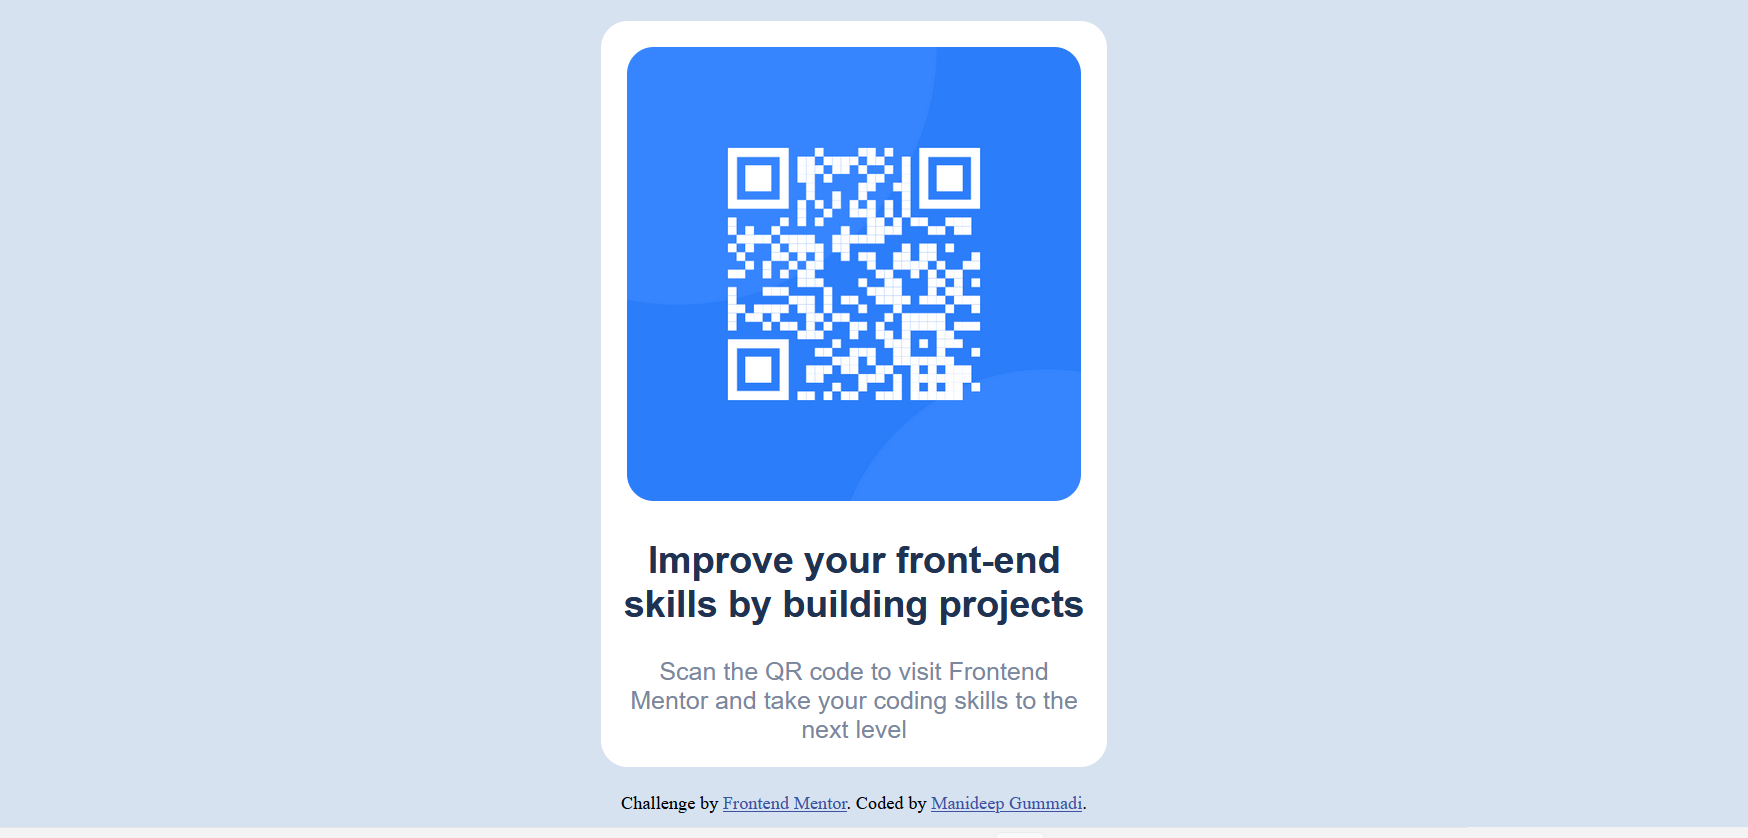 Improve your front-end
skills by building projects
Scan the QR code to visit Frontend
Mentor and take your coding skills to the
next level
Challenge by Frontend Mentor. Coded by Manideep Gummadi.